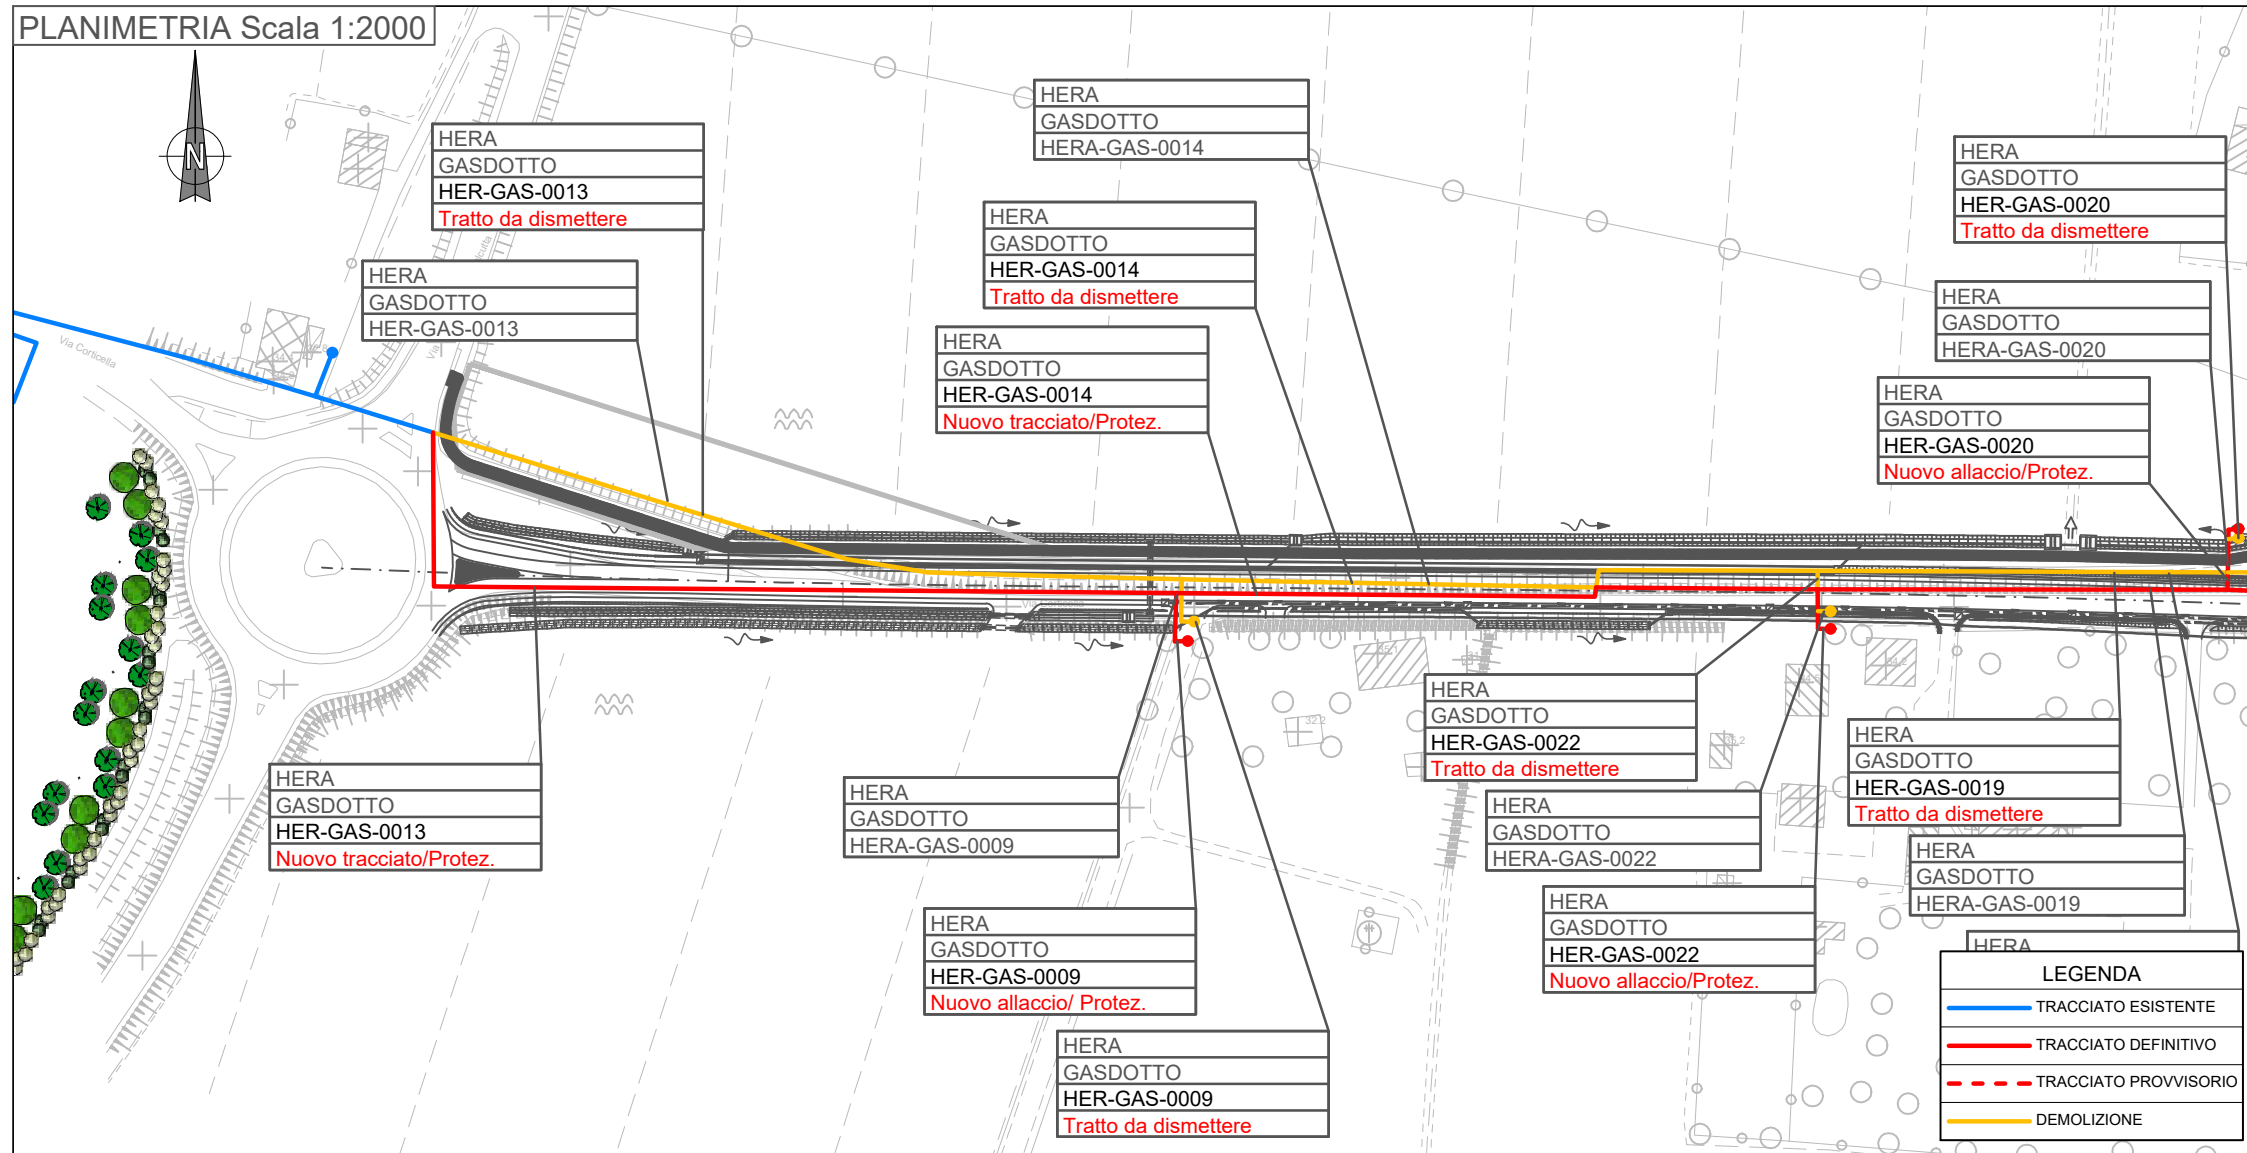 PLANIMETRIA Scala 1:2000
N
HERA
GASDOTTO
HER-GAS-0013
Tratto da dismettere
HERA
GASDOTTO
HER-GAS-0013
HERA
GASDOTTO
HERA-GAS-0014
HERA
GASDOTTO
HER-GAS-0014
Tratto da dismettere
HERA
GASDOTTO
HER-GAS-0014
Nuovo tracciato/Protez.
HERA
GASDOTTO
HER-GAS-0020
Tratto da dismettere
HERA
GASDOTTO
HERA-GAS-0020
HERA
GASDOTTO
HER-GAS-0020
Nuovo allaccio/Protez.
Via Corticella
HERA
GASDOTTO
HER-GAS-0013
Nuovo tracciato/Protez.
HERA
GASDOTTO
HERA-GAS-0009
HERA
GASDOTTO
HER-GAS-0009
Nuovo allaccio/ Protez.
HERA
GASDOTTO
HER-GAS-0009
Tratto da dismettere
32.2
HERA
GASDOTTO
HER-GAS-0022
Tratto da dismettere
HERA
GASDOTTO
HERA-GAS-0022
HERA
GASDOTTO
HER-GAS-0022
Nuovo allaccio/Protez.
HERA
GASDOTTO
HER-GAS-0019
Tratto da dismettere
HERA
GASDOTTO
HERA-GAS-0019
HERA
LEGENDA
TRACCIATO ESISTENTE
TRACCIATO DEFINITIVO
TRACCIATO PROVVISORIO
DEMOLIZIONE